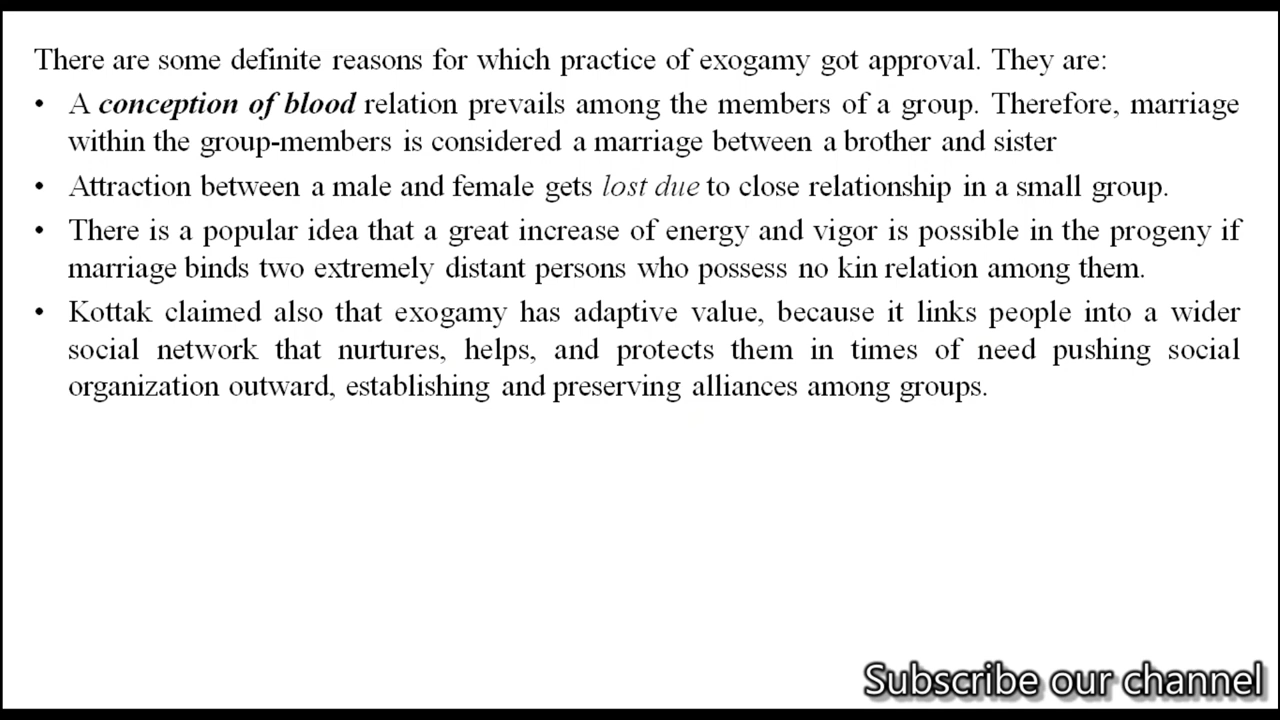 There are some definite reasons for which practice of exogamy got approval. They are:
• A conception of blood relation prevails among the members of a group. Therefore, marriage
within the group-members is considered a marriage between a brother and sister
• Attraction between a male and female gets lost due to close relationship in a small group.
• There is a popular idea that a great increase of energy and vigor is possible in the progeny if
marriage binds two extremely distant persons who possess no kin relation among them.
• Kottak claimed also that exogamy has adaptive value, because it links people into a wider
social network that nurtures, helps, and protects them in times of need pushing social
organization outward, establishing and preserving alliances among groups.
Subscribe our channel